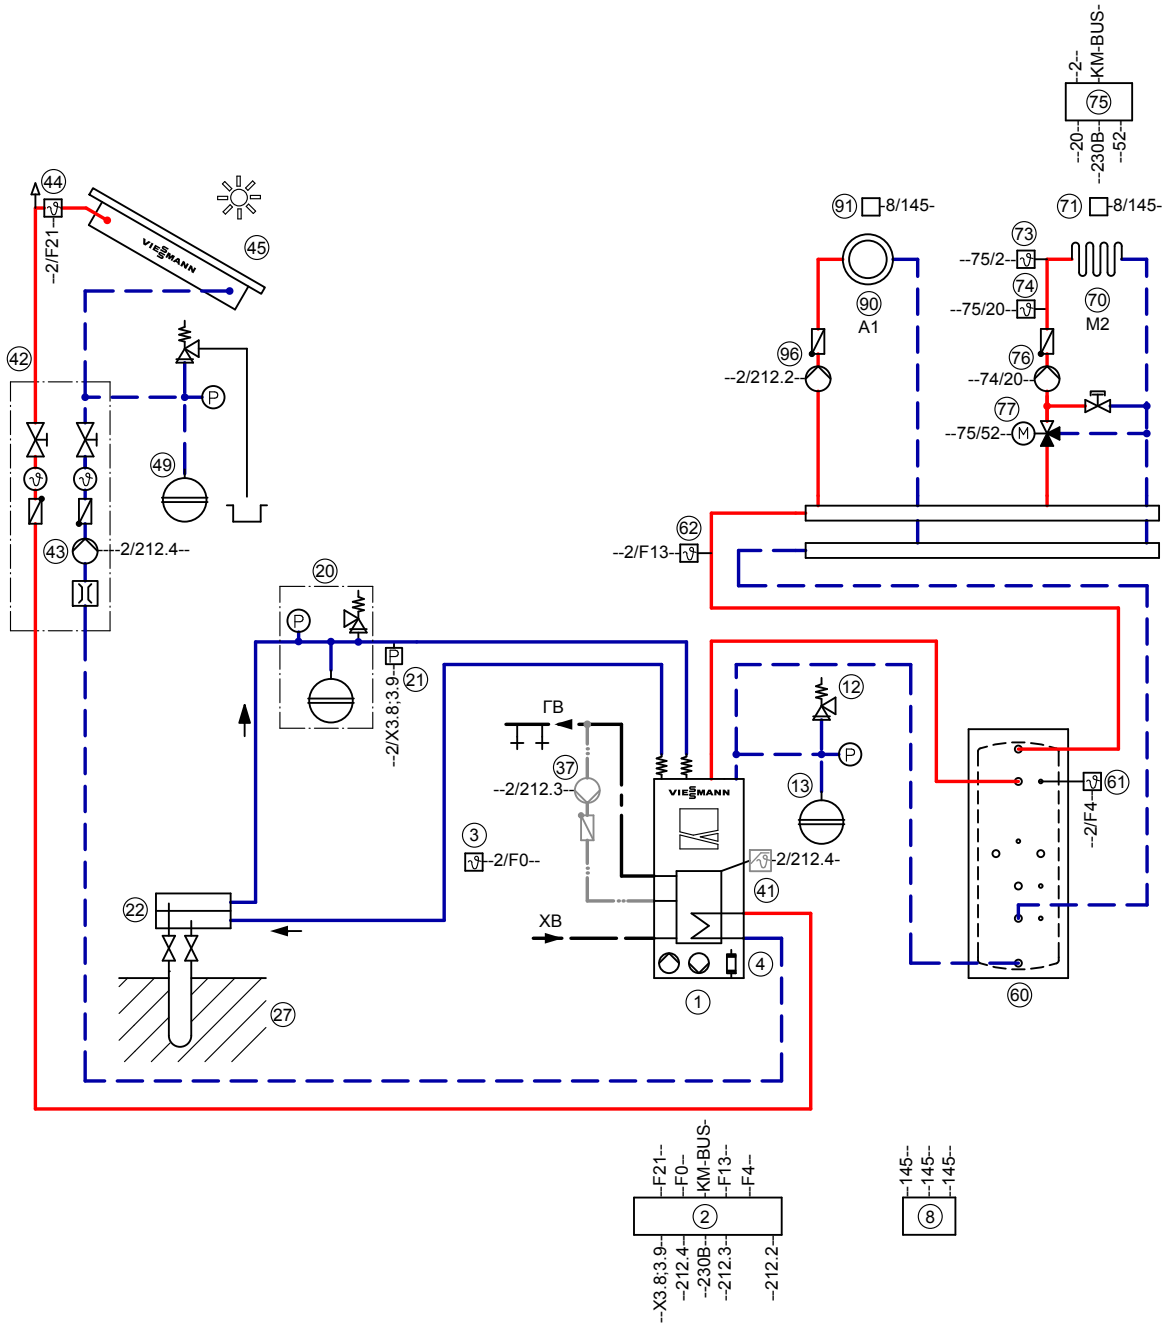 --2--
KM-BUS-
75
--20--
--230В--
--52--
44
--2/F21--
45
VIESSMANN
91
-8/145-
71
-8/145-
73
--75/2--
74
--75/20--
90
A1
70
M2
42
96
--2/212.2--
76
--74/20--
77
--75/52--
M
P
49
43
----2/212.4--
62
--2/F13--
20
P
P
21
--2/X3.8;3.9--
ГВ
12
P
37
--2/212.3--
VIESSMANN
13
61
--2/F4--
3
--2/F0--
-2/212.4-
41
22
ХВ
4
1
60
27
--F21--
--F0--
--KM-BUS-
--F13--
--F4--
2
--X3.8;3.9--
--212.4--
--230В--
--212.3--
--212.2--
--145--
--145--
--145--
8